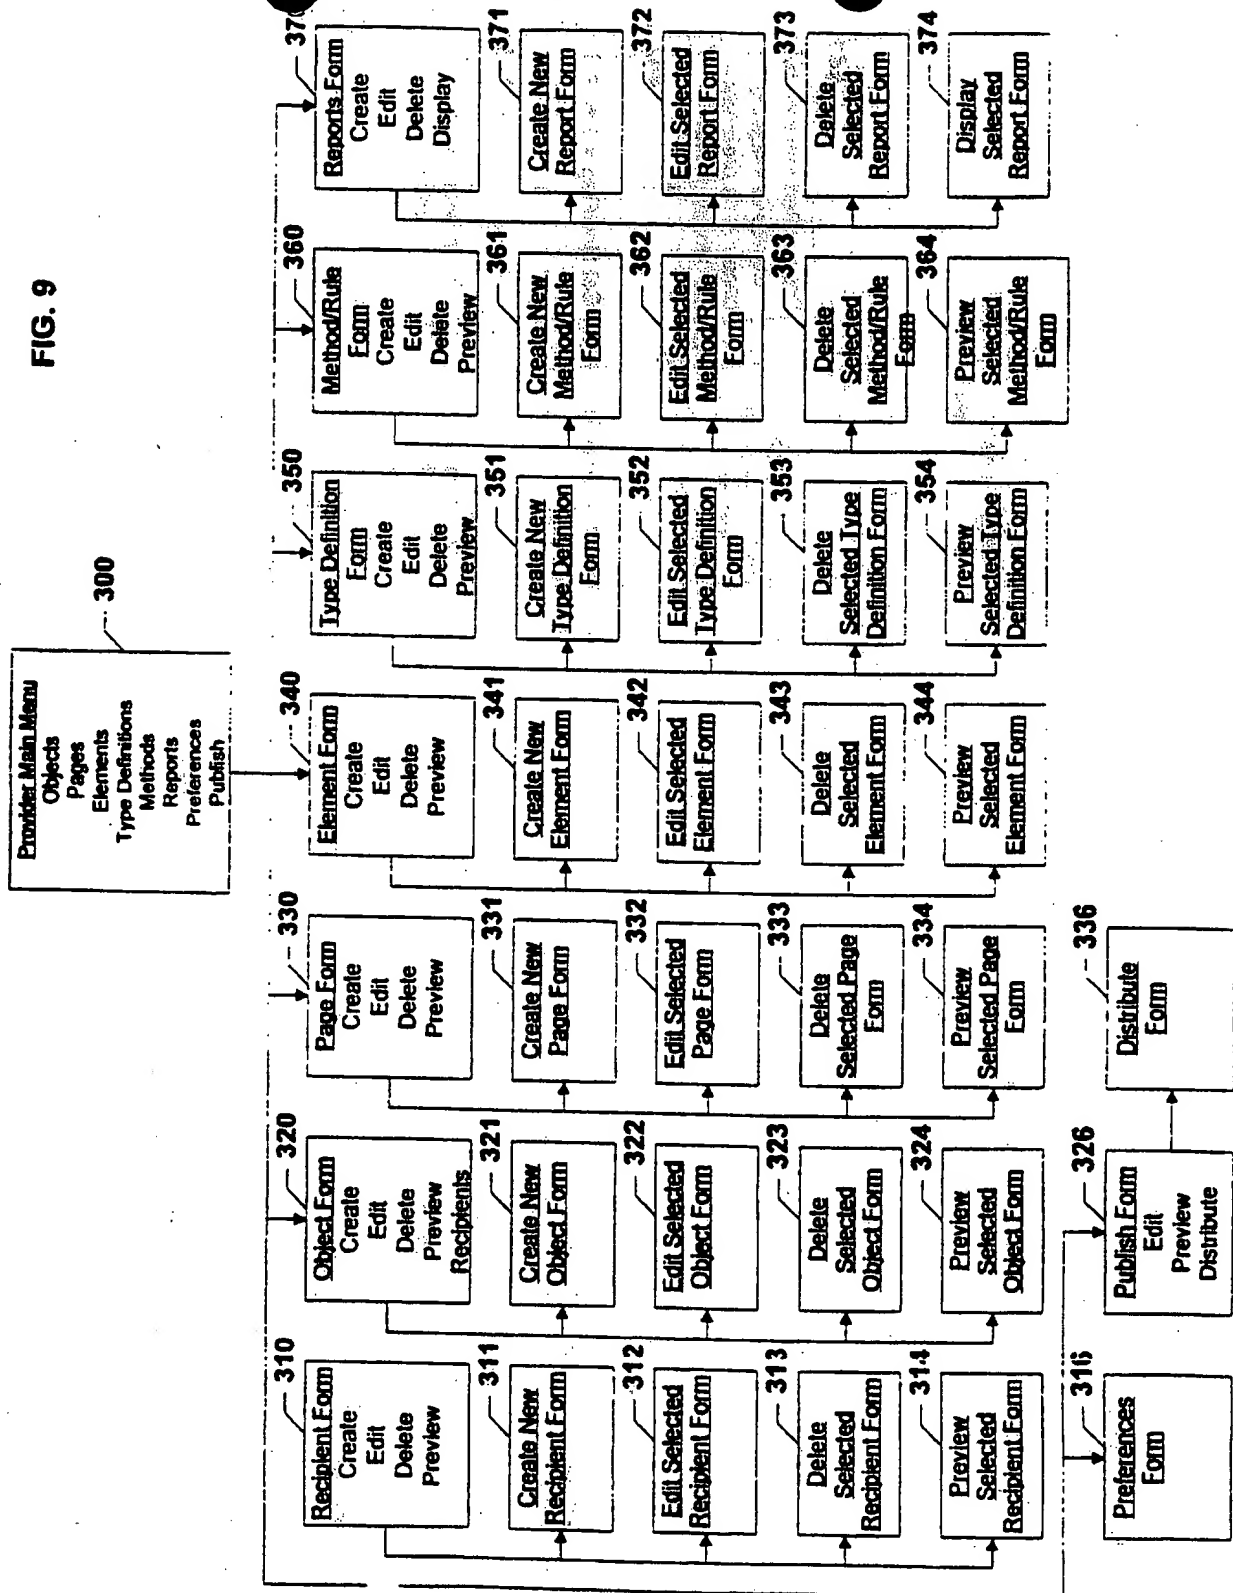 FIG. 9
300
Provider Main Menu
Objects
Pages
Elements
Type Definitions
Methods
Reports
Preferences
Publish
310
Recipient Form
Create
Edit
Delete
Preview
320
Object Form
Create
Edit
Delete
Preview
Recipients
330
Page Form
Create
Edit
Delete
Preview
340
Element Form
Create
Edit
Delete
Preview
350
Type Definition
Form
Create
Edit
Delete
Preview
360
Method/Rule
Form
Create
Edit
Delete
Preview
37
Reports Form
Create
Edit
Delete
Display
311
Create New
Recipient Form
321
Create New
Object Form
331
Create New
Page Form
341
Create New
Element Form
351
Create New
Type Definition
Form
361
Create New
Method/Rule
Form
371
Create New
Report Form
312
Edit Selected
Recipient Form
322
Edit Selected
Object Form
332
Edit Selected
Page Form
342
Edit Selected
Element Form
352
Edit Selected
Type Definition
Form
362
Edit Selected
Method/Rule
Form
372
Edit Selected
Report Form
313
Delete
Selected
Recipient Form
323
Delete
Selected
Object Form
333
Delete
Selected Page
Form
343
Delete
Selected
Element Form
353
Delete
Selected Type
Definition Form
363
Delete
Selected
Method/Rule
Form
373
Delete
Selected
Report Form
314
Preview
Selected
Recipient Form
324
Preview
Selected
Object Form
334
Preview
Selected Page
Form
344
Preview
Selected
Element Form
354
Preview
Selected Type
Definition Form
364
Preview
Selected
Method/Rule
Form
374
Display
Selected
Report Form
316
Preferences
Form
326
Publish Form
Edit
Preview
Distribute
336
Distribute
Form